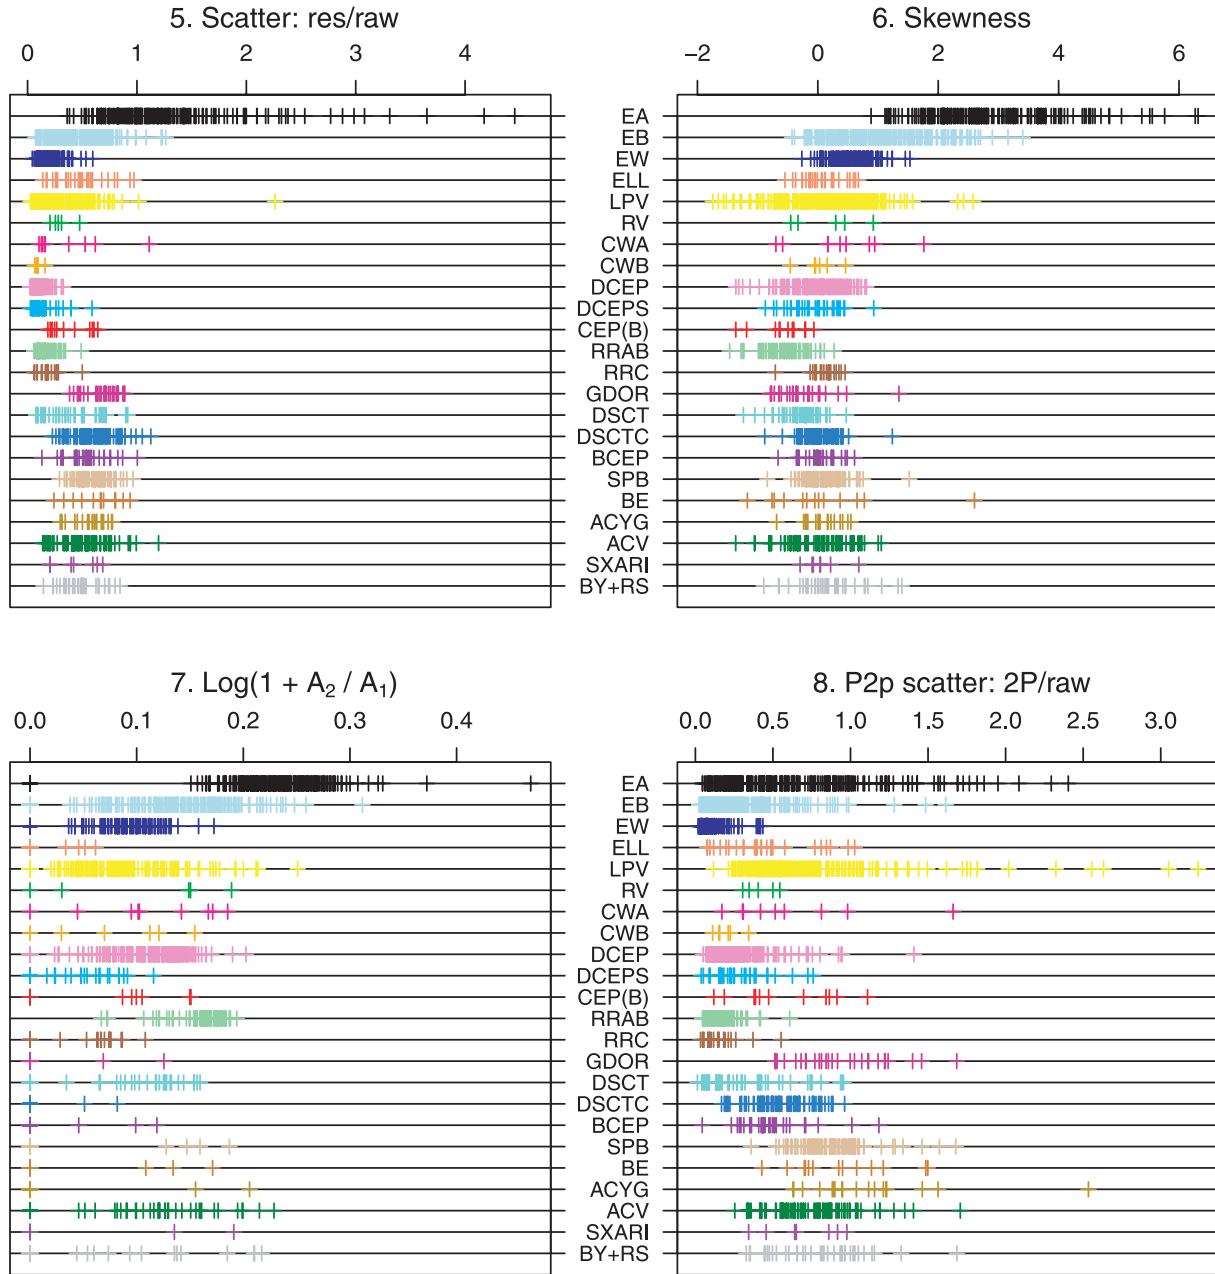 5. Scatter: res/raw
6. Skewness
0 1 2 3 4
−2 0 2 4 6
EA
EB
EW
ELL
LPV
RV
CWA
CWB
DCEP
DCEPS
CEP(B)
RRAB
RRC
GDOR
DSCT
DSCTC
BCEP
SPB
BE
ACYG
ACV
SXARI
BY+RS
7. Log(1 + A₂ / A₁)
8. P2p scatter: 2P/raw
0.0 0.1 0.2 0.3 0.4
0.0 0.5 1.0 1.5 2.0 2.5 3.0
EA
EB
EW
ELL
LPV
RV
CWA
CWB
DCEP
DCEPS
CEP(B)
RRAB
RRC
GDOR
DSCT
DSCTC
BCEP
SPB
BE
ACYG
ACV
SXARI
BY+RS